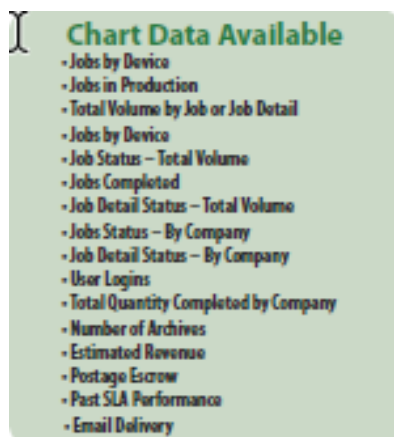 Chart Data Available
• Jobs by Device
• Jobs in Production
• Total Volume by Job or Job Detail
• Jobs by Device
• Job Status – Total Volume
• Jobs Completed
• Job Detail Status – Total Volume
• Jobs Status – By Company
• Job Detail Status – By Company
• User Logins
• Total Quantity Completed by Company
• Number of Archives
• Estimated Revenue
• Postage Escrow
• Past SLA Performance
• Email Delivery